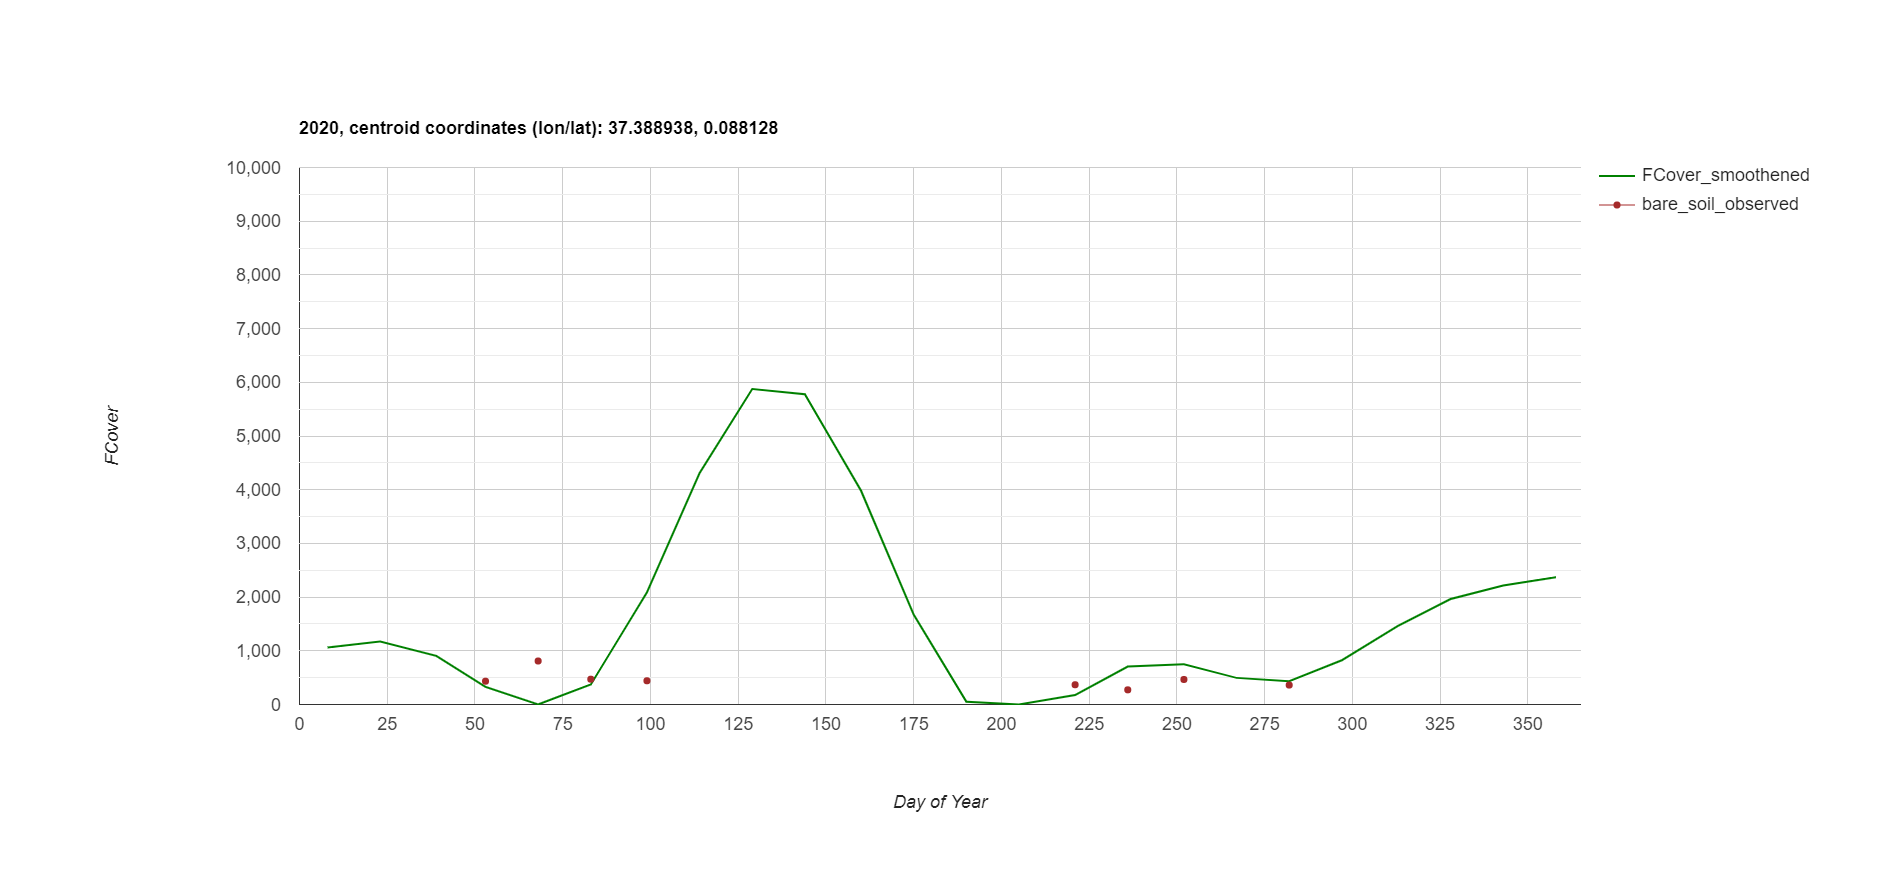 2020, centroid coordinates (lon/lat): 37.388938, 0.088128
10,000
9,000
8,000
7,000
6,000
5,000
4,000
3,000
2,000
1,000
0
FCover
0 25 50 75 100 125 150 175 200 225 250 275 300 325 350
Day of Year
FCover_smoothened
bare_soil_observed